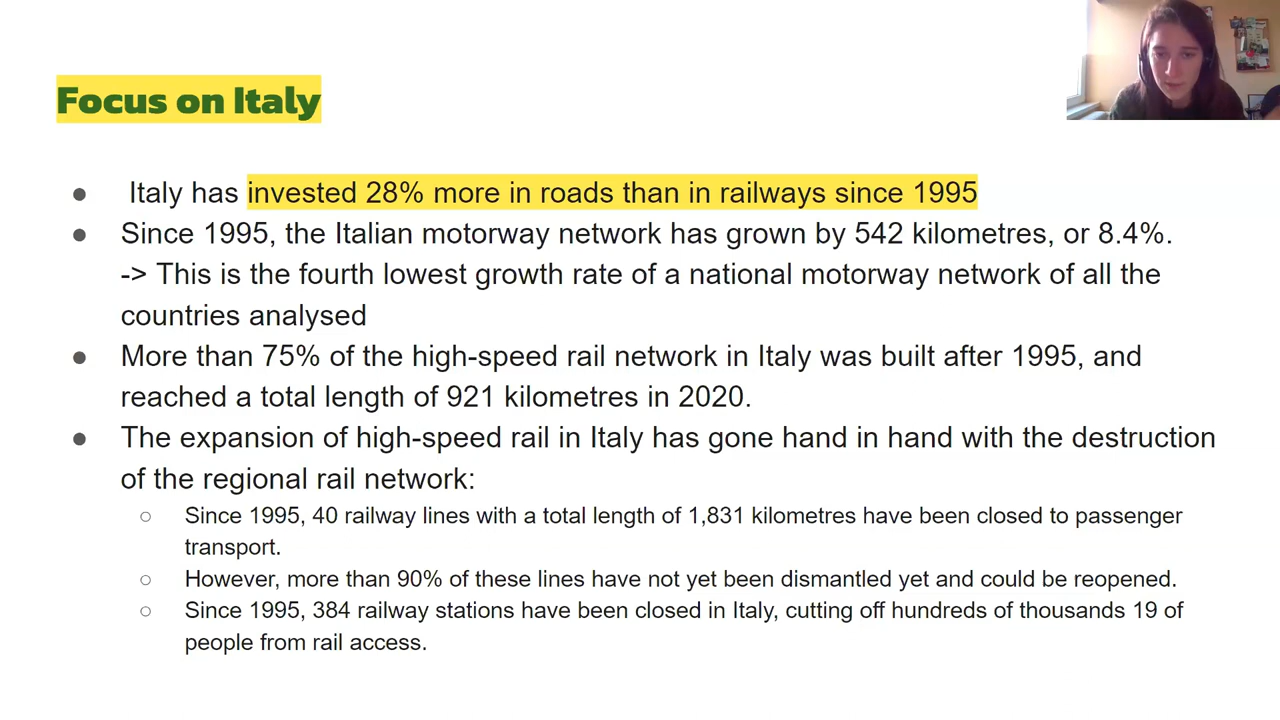 Focus on Italy
● Italy has invested 28% more in roads than in railways since 1995
● Since 1995, the Italian motorway network has grown by 542 kilometres, or 8.4%.
-> This is the fourth lowest growth rate of a national motorway network of all the
countries analysed
● More than 75% of the high-speed rail network in Italy was built after 1995, and
reached a total length of 921 kilometres in 2020.
● The expansion of high-speed rail in Italy has gone hand in hand with the destruction
of the regional rail network:
○ Since 1995, 40 railway lines with a total length of 1,831 kilometres have been closed to passenger
transport.
○ However, more than 90% of these lines have not yet been dismantled yet and could be reopened.
○ Since 1995, 384 railway stations have been closed in Italy, cutting off hundreds of thousands 19 of
people from rail access.